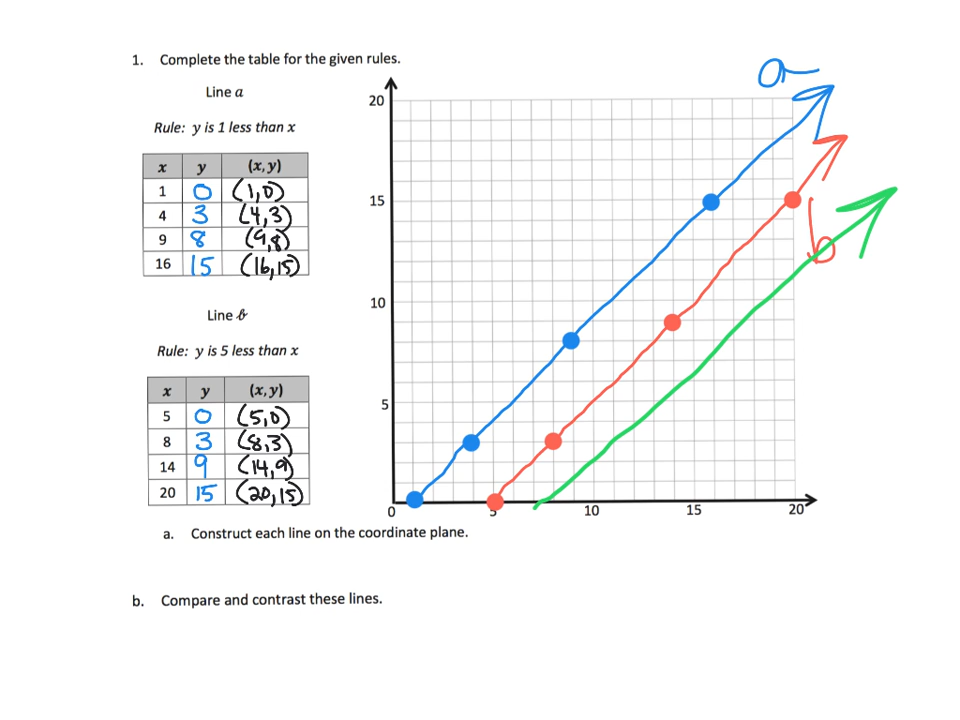 1. Complete the table for the given rules.
Line a
Rule: y is 1 less than x
x y (x, y)
1 0 (1,0)
4 3 (4,3)
9 8 (9,8)
16 15 (16,15)
Line b
Rule: y is 5 less than x
x y (x, y)
5 0 (5,0)
8 3 (8,3)
14 9 (14,9)
20 15 (20,15)
a
b
20
15
10
5
0 5 10 15 20
a. Construct each line on the coordinate plane.
b. Compare and contrast these lines.